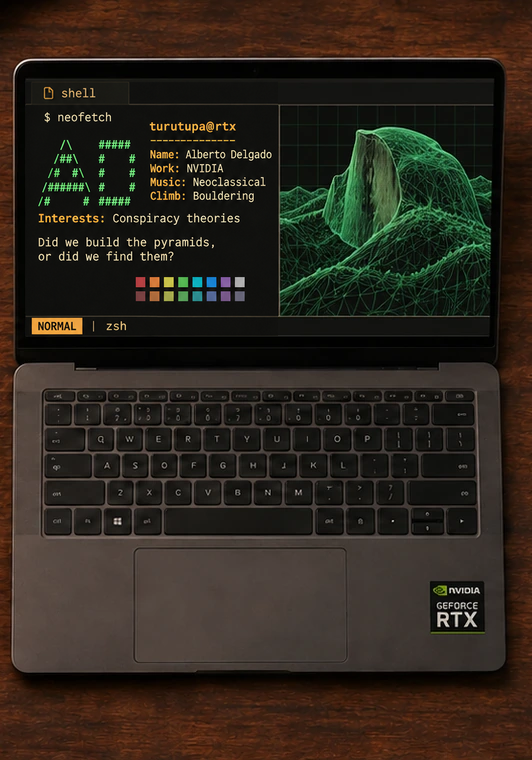 shell
$ neofetch
/\ #####
/##\ # #
/# #\ # #
/######\ # #
/# # #####
turutupa@rtx
--------------
Name: Alberto Delgado
Work: NVIDIA
Music: Neoclassical
Climb: Bouldering
Interests: Conspiracy theories
Did we build the pyramids,
or did we find them?
NORMAL | zsh
Q W E R T Y U I O P
A S F G G H J K L
2 X C V B N M
NVIDIA
GEFORCE
RTX